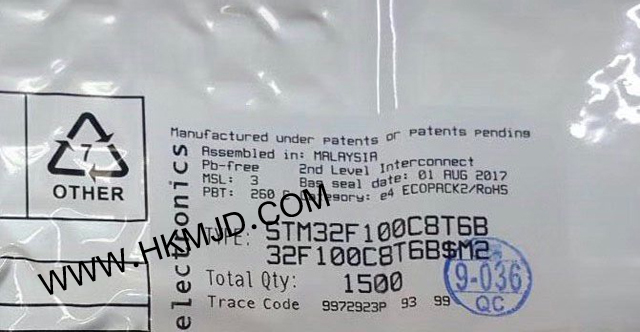 Manufactured under patents or patents pending
Assembled in: MALAYSIA
Pb-free 2nd Level Interconnect
MSL: 3 Bag seal date: 01 AUG 2017
PBT: 260 Category: e4 ECOPACK2/RoHS
TYPE: STM32F100C8T6B
32F100C8T6B$M2
Total Qty: 1500
Trace Code 9972923P 93 99
electronics
7
OTHER
9-036
QC
WWW.HKMJD.COM